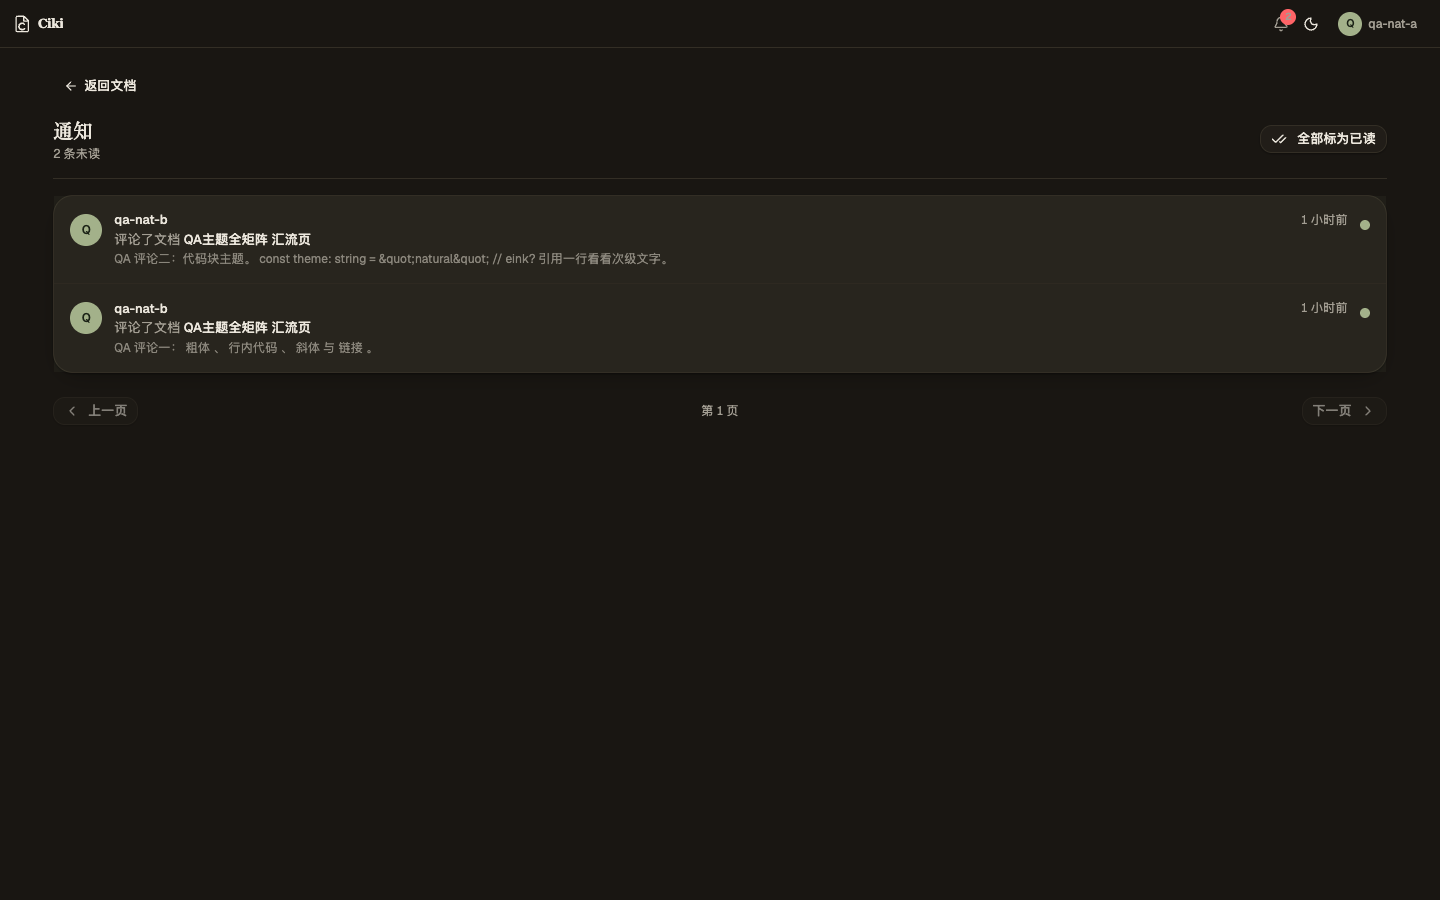 Ciki
Q qa-nat-a
返回文档
通知
2 条未读
全部标为已读
Q
qa-nat-b
1 小时前
评论了文档 QA主题全矩阵 汇流页
QA 评论二：代码块主题。 const theme: string = &quot;natural&quot; // eink? 引用一行看看次级文字。
Q
qa-nat-b
1 小时前
评论了文档 QA主题全矩阵 汇流页
QA 评论一： 粗体 、 行内代码 、 斜体 与 链接 。
上一页
第 1 页
下一页